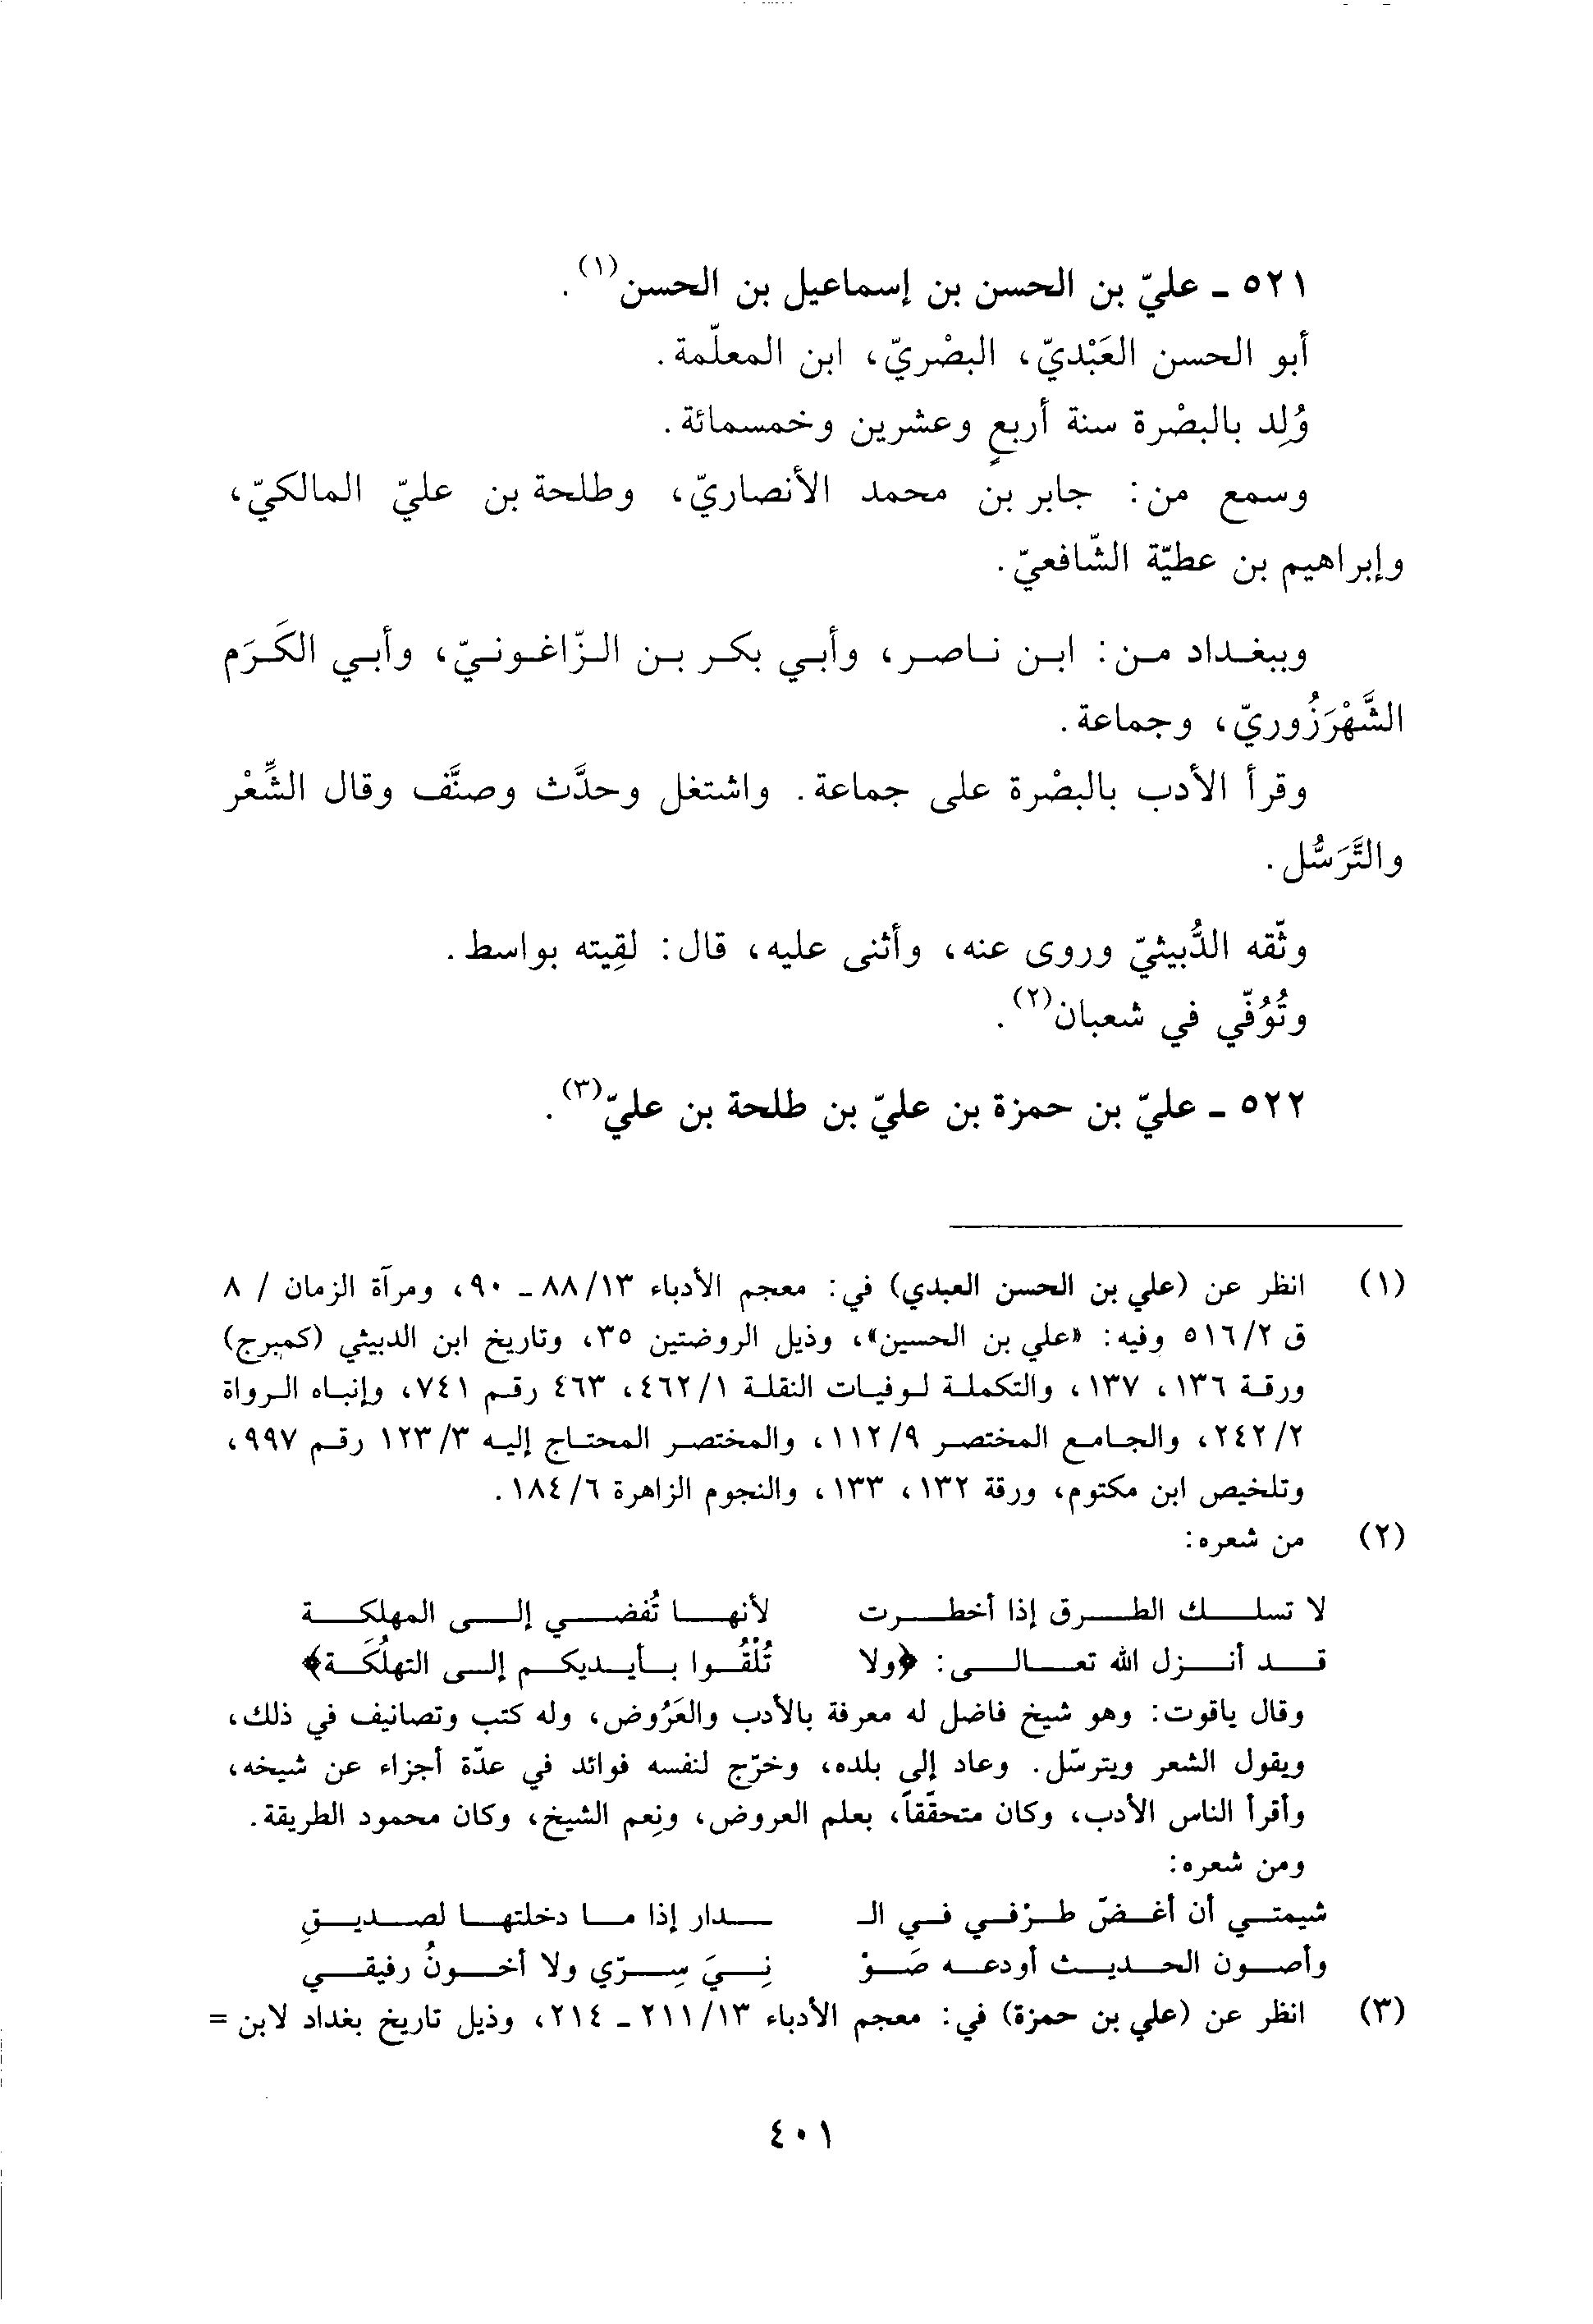 ٥٢١ ـ عليّ بن الحسن بن إسماعيل بن الحسن(١).
أبو الحسن العَبْديّ، البصْريّ، ابن المعلّمة.
وُلِد بالبصْرة سنة أربعٍ وعشرين وخمسمائة.
وسمع من: جابر بن محمد الأنصاريّ، وطلحة بن عليّ المالكيّ،
وإبراهيم بن عطيّة الشّافعيّ.
وببغداد من: ابن ناصر، وأبي بكر بن الزّاغونيّ، وأبي الكَرَم
الشَّهْرَزُوريّ، وجماعة.
وقرأ الأدب بالبصْرة على جماعة. واشتغل وحدَّث وصنَّف وقال الشِّعْر
والتَّرَسُّل.
وثّقه الدُّبيثيّ وروى عنه، وأثنى عليه، قال: لقِيته بواسط.
وتُوُفّي في شعبان(٢).
٥٢٢ ـ عليّ بن حمزة بن عليّ بن طلحة بن عليّ(٣).
(١) انظر عن (علي بن الحسن العبدي) في: معجم الأدباء ١٣/ ٨٨ ـ ٩٠، ومرآة الزمان / ٨
ق ٢/ ٥١٦ وفيه: «علي بن الحسين»، وذيل الروضتين ٣٥، وتاريخ ابن الدبيثي (كمبرج)
ورقة ١٣٦، ١٣٧، والتكملة لوفيات النقلة ١/ ٤٦٢، ٤٦٣ رقم ٧٤١، وإنباه الرواة
٢/ ٢٤٢، والجامع المختصر ٩/ ١١٢، والمختصر المحتاج إليه ٣/ ١٢٣ رقم ٩٩٧،
وتلخيص ابن مكتوم، ورقة ١٣٢، ١٣٣، والنجوم الزاهرة ٦/ ١٨٤.
(٢) من شعره:
لا تسلك الطرق إذا أخطرت لأنها تُفضي إلى المهلكة
قد أنزل الله تعالى: ﴿ولا تُلْقُوا بأيديكم إلى التهلُكَة﴾
وقال ياقوت: وهو شيخ فاضل له معرفة بالأدب والعَرُوض، وله كتب وتصانيف في ذلك،
ويقول الشعر ويترسّل. وعاد إلى بلده، وخرّج لنفسه فوائد في عدّة أجزاء عن شيخه،
وأقرأ الناس الأدب، وكان متحقّقاً، بعلم العروض، ونِعم الشيخ، وكان محمود الطريقة.
ومن شعره:
شيمتي أن أغضّ طرْفي في الـ ـدار إذا ما دخلتها لصديقِ
وأصون الحديث أودعه صَوْ نِيَ سِرّي ولا أخونُ رفيقي
(٣) انظر عن (علي بن حمزة) في: معجم الأدباء ١٣/ ٢١١ ـ ٢١٤، وذيل تاريخ بغداد لابن =
٤٠١